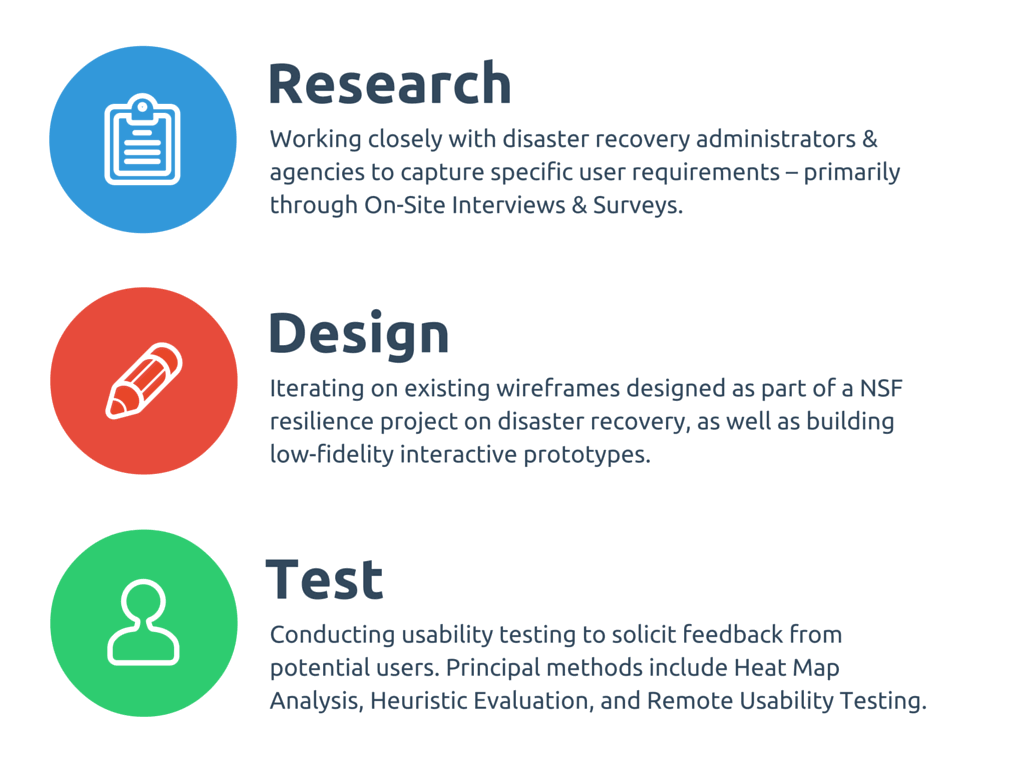 Research
Working closely with disaster recovery administrators &
agencies to capture specific user requirements – primarily
through On-Site Interviews & Surveys.
Design
Iterating on existing wireframes designed as part of a NSF
resilience project on disaster recovery, as well as building
low-fidelity interactive prototypes.
Test
Conducting usability testing to solicit feedback from
potential users. Principal methods include Heat Map
Analysis, Heuristic Evaluation, and Remote Usability Testing.